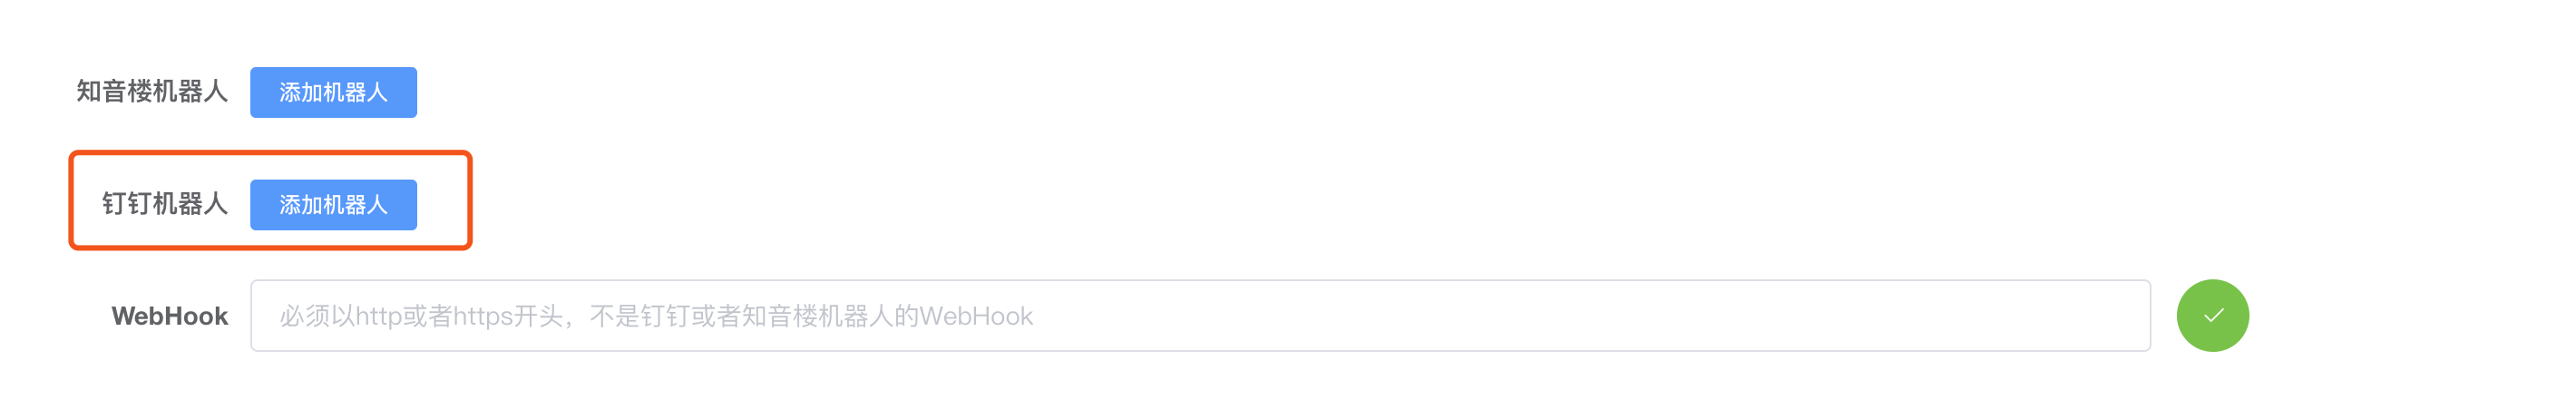 知音楼机器人 添加机器人
钉钉机器人 添加机器人
WebHook 必须以http或者https开头，不是钉钉或者知音楼机器人的WebHook